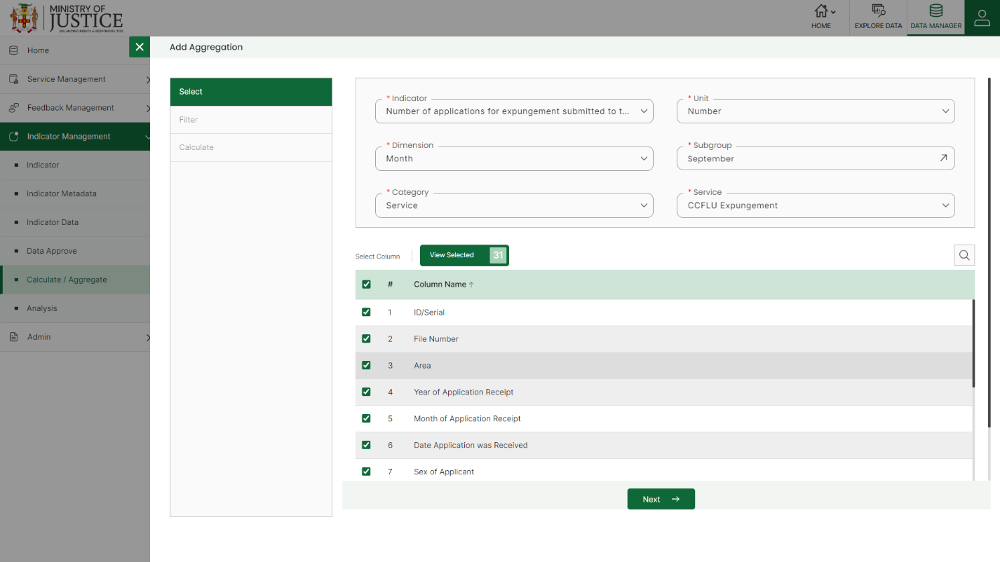 MINISTRY OF
JUSTICE
BALANCING RIGHTS & RESPONSIBILITIES
HOME
EXPLORE DATA
DATA MANAGER
Home
Service Management
Feedback Management
Indicator Management
Indicator
Indicator Metadata
Indicator Data
Data Approve
Calculate / Aggregate
Analysis
Admin
Add Aggregation
Select
Filter
Calculate
* Indicator
Number of applications for expungement submitted to t...
* Unit
Number
* Dimension
Month
* Subgroup
September
* Category
Service
* Service
CCFLU Expungement
Select Column
View Selected 31
# Column Name ↑
1 ID/Serial
2 File Number
3 Area
4 Year of Application Receipt
5 Month of Application Receipt
6 Date Application was Received
7 Sex of Applicant
Next →